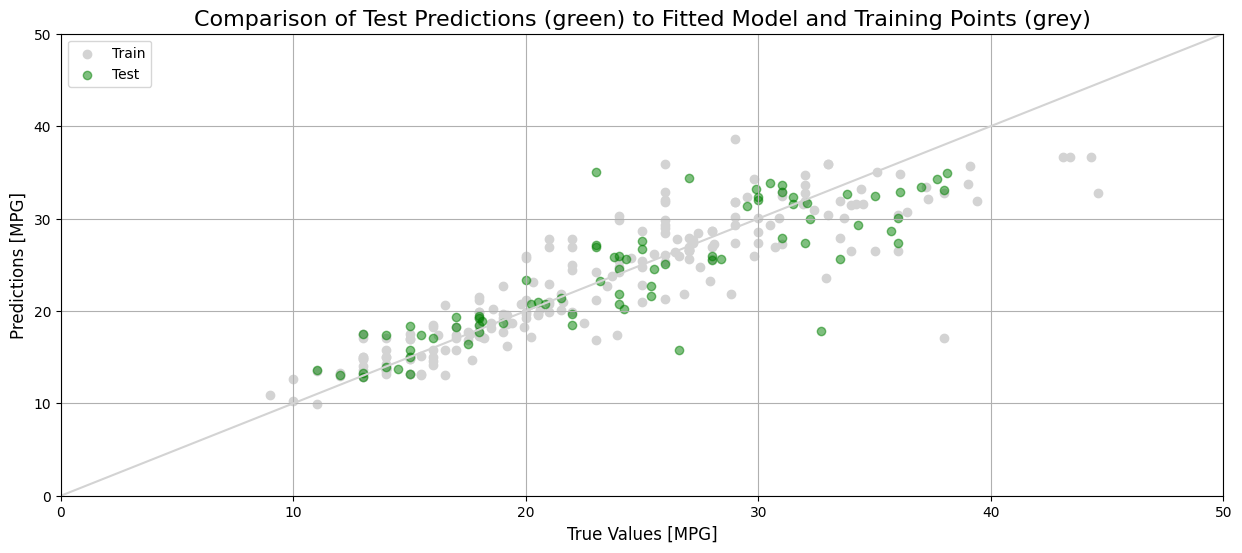 Comparison of Test Predictions (green) to Fitted Model and Training Points (grey)
50
40
30
20
10
0
Train
Test
Predictions [MPG]
0 10 20 30 40 50
True Values [MPG]